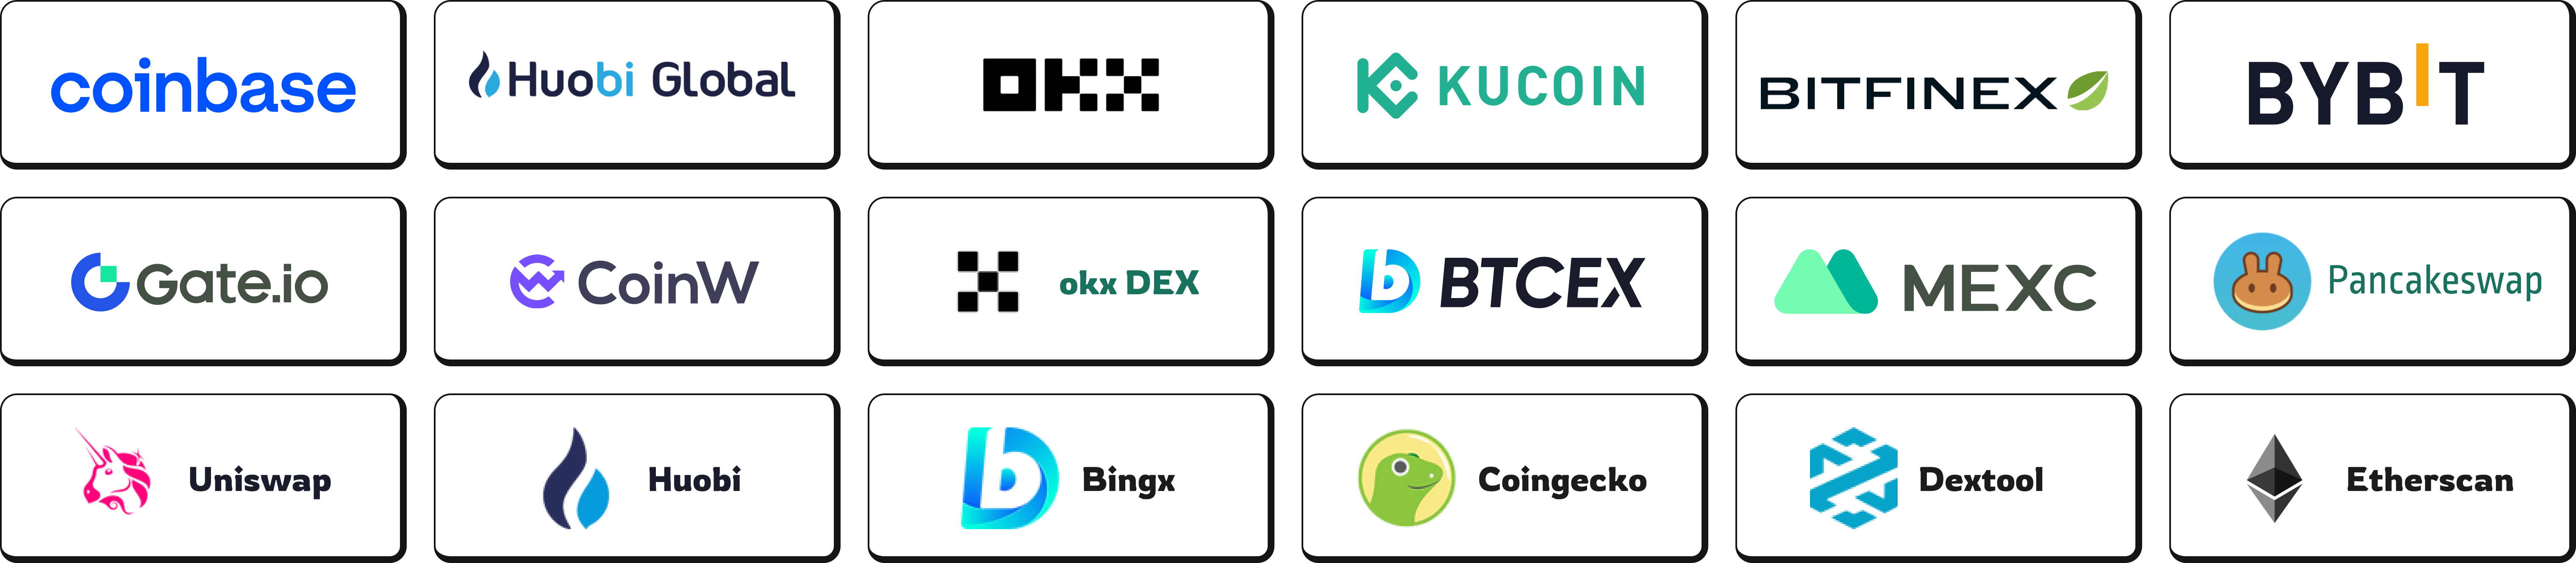 coinbase
Huobi Global
OKX
KUCOIN
BITFINEX
BYBIT
Gate.io
CoinW
okx DEX
BTCEX
MEXC
Pancakeswap
Uniswap
Huobi
Bingx
Coingecko
Dextool
Etherscan